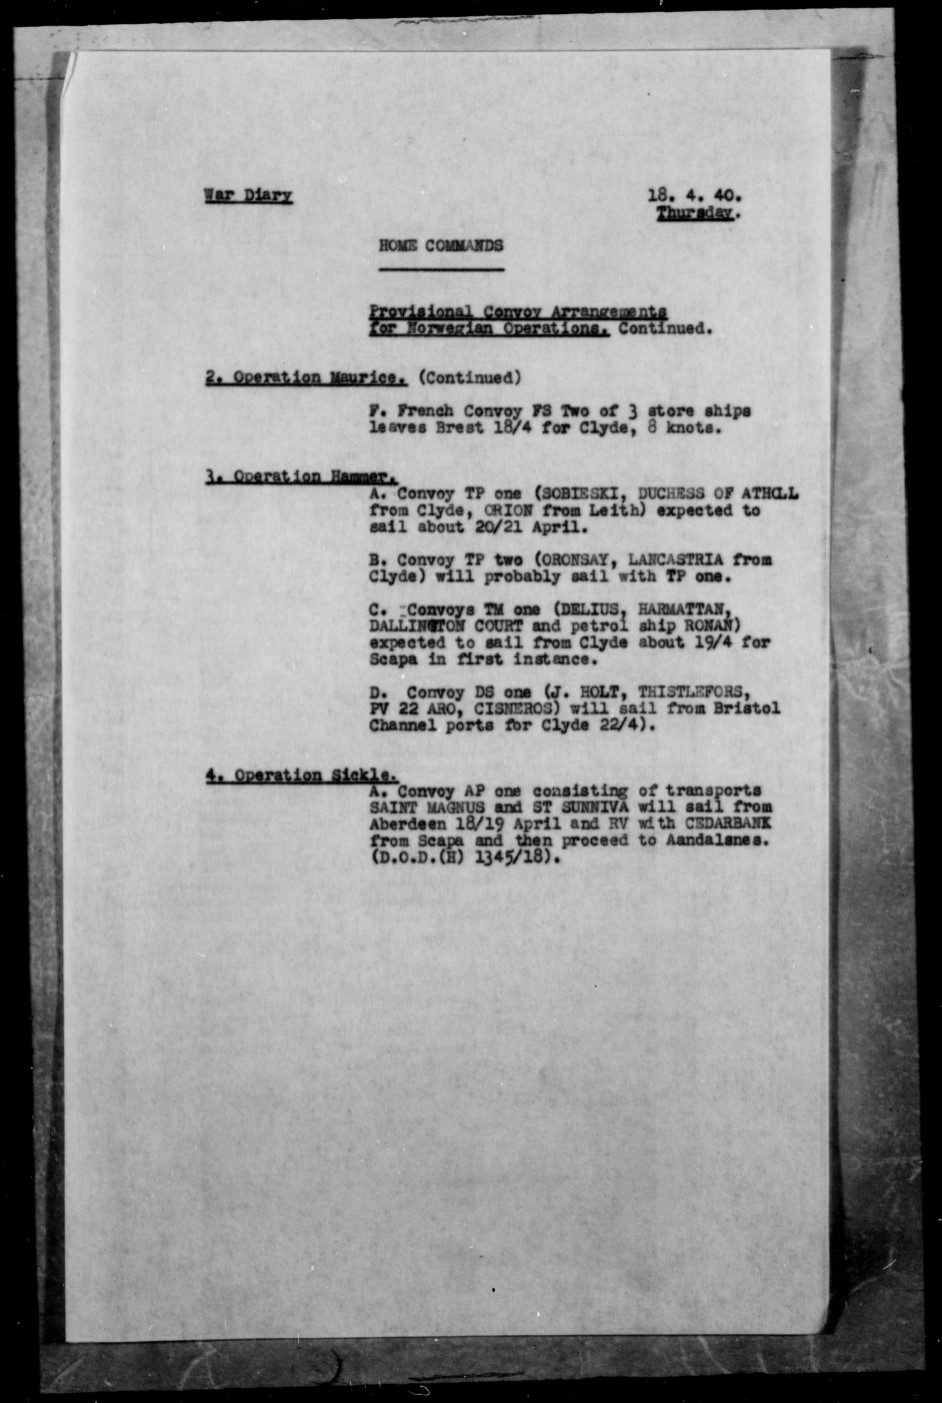 War Diary
18. 4. 40.
Thursday.
HOME COMMANDS
Provisional Convoy Arrangements
for Norwegian Operations. Continued.
2. Operation Maurice. (Continued)
F. French Convoy FS Two of 3 store ships
leaves Brest 18/4 for Clyde, 8 knots.
3. Operation Hammer.
A. Convoy TP one (SOBIESKI, DUCHESS OF ATHOLL
from Clyde, ORION from Leith) expected to
sail about 20/21 April.
B. Convoy TP two (ORONSAY, LANCASTRIA from
Clyde) will probably sail with TP one.
C. Convoys TM one (DELIUS, HARMATTAN,
DALLINGTON COURT and petrol ship RONAN)
expected to sail from Clyde about 19/4 for
Scapa in first instance.
D. Convoy DS one (J. HOLT, THISTLEFORS,
PV 22 ARO, CISNEROS) will sail from Bristol
Channel ports for Clyde 22/4).
4. Operation Sickle.
A. Convoy AP one consisting of transports
SAINT MAGNUS and ST SUNNIVA will sail from
Aberdeen 18/19 April and RV with CEDARBANK
from Scapa and then proceed to Aandalsnes.
(D.O.D.(H) 1345/18).